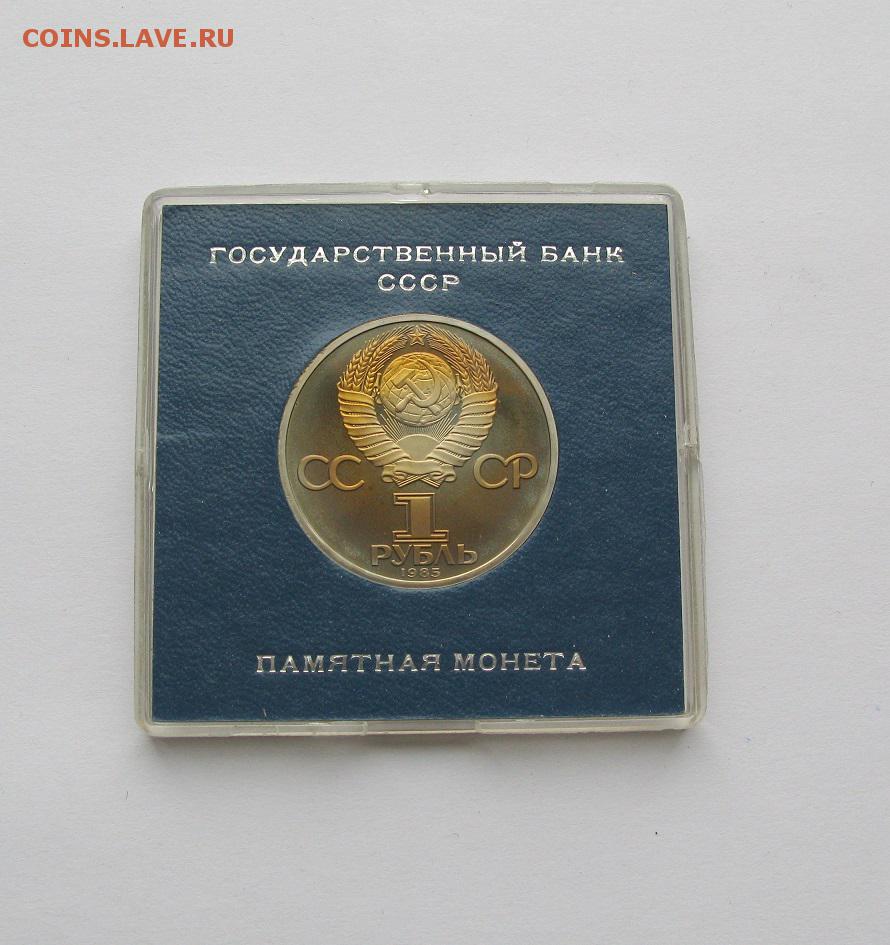 COINS.LAVE.RU
ГОСУДАРСТВЕННЫЙ БАНК
СССР
СС СР
1
РУБЛЬ
1985
ПАМЯТНАЯ МОНЕТА